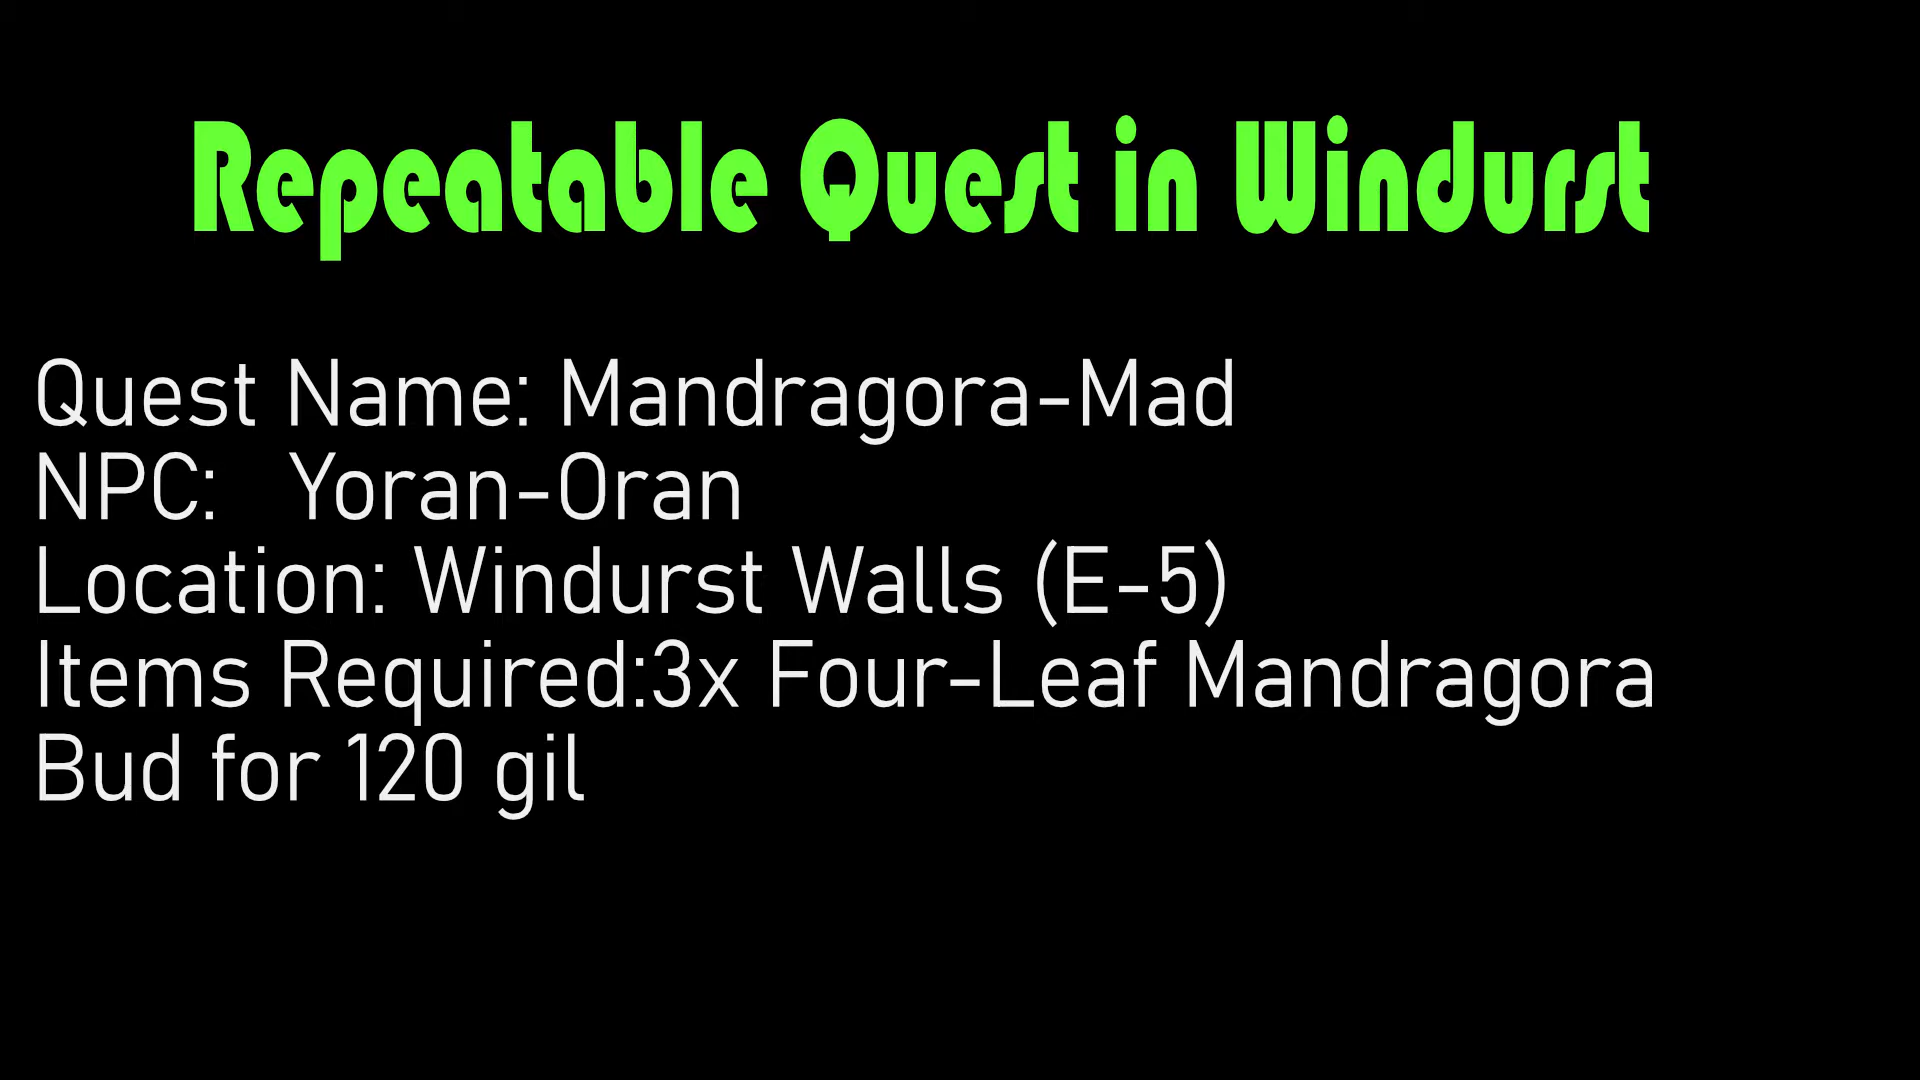 Repeatable Quest in Windurst
Quest Name: Mandragora-Mad
NPC:   Yoran-Oran
Location: Windurst Walls (E-5)
Items Required:3x Four-Leaf Mandragora
Bud for 120 gil